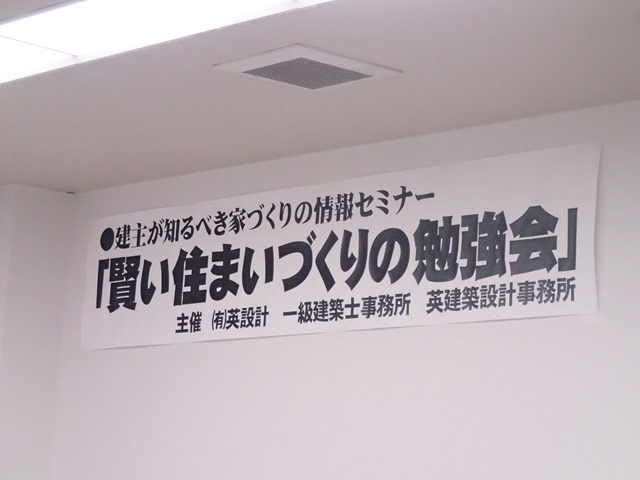 ●建主が知るべき家づくりの情報セミナー
「賢い住まいづくりの勉強会」
主催 ㈲英設計 一級建築士事務所 英建築設計事務所